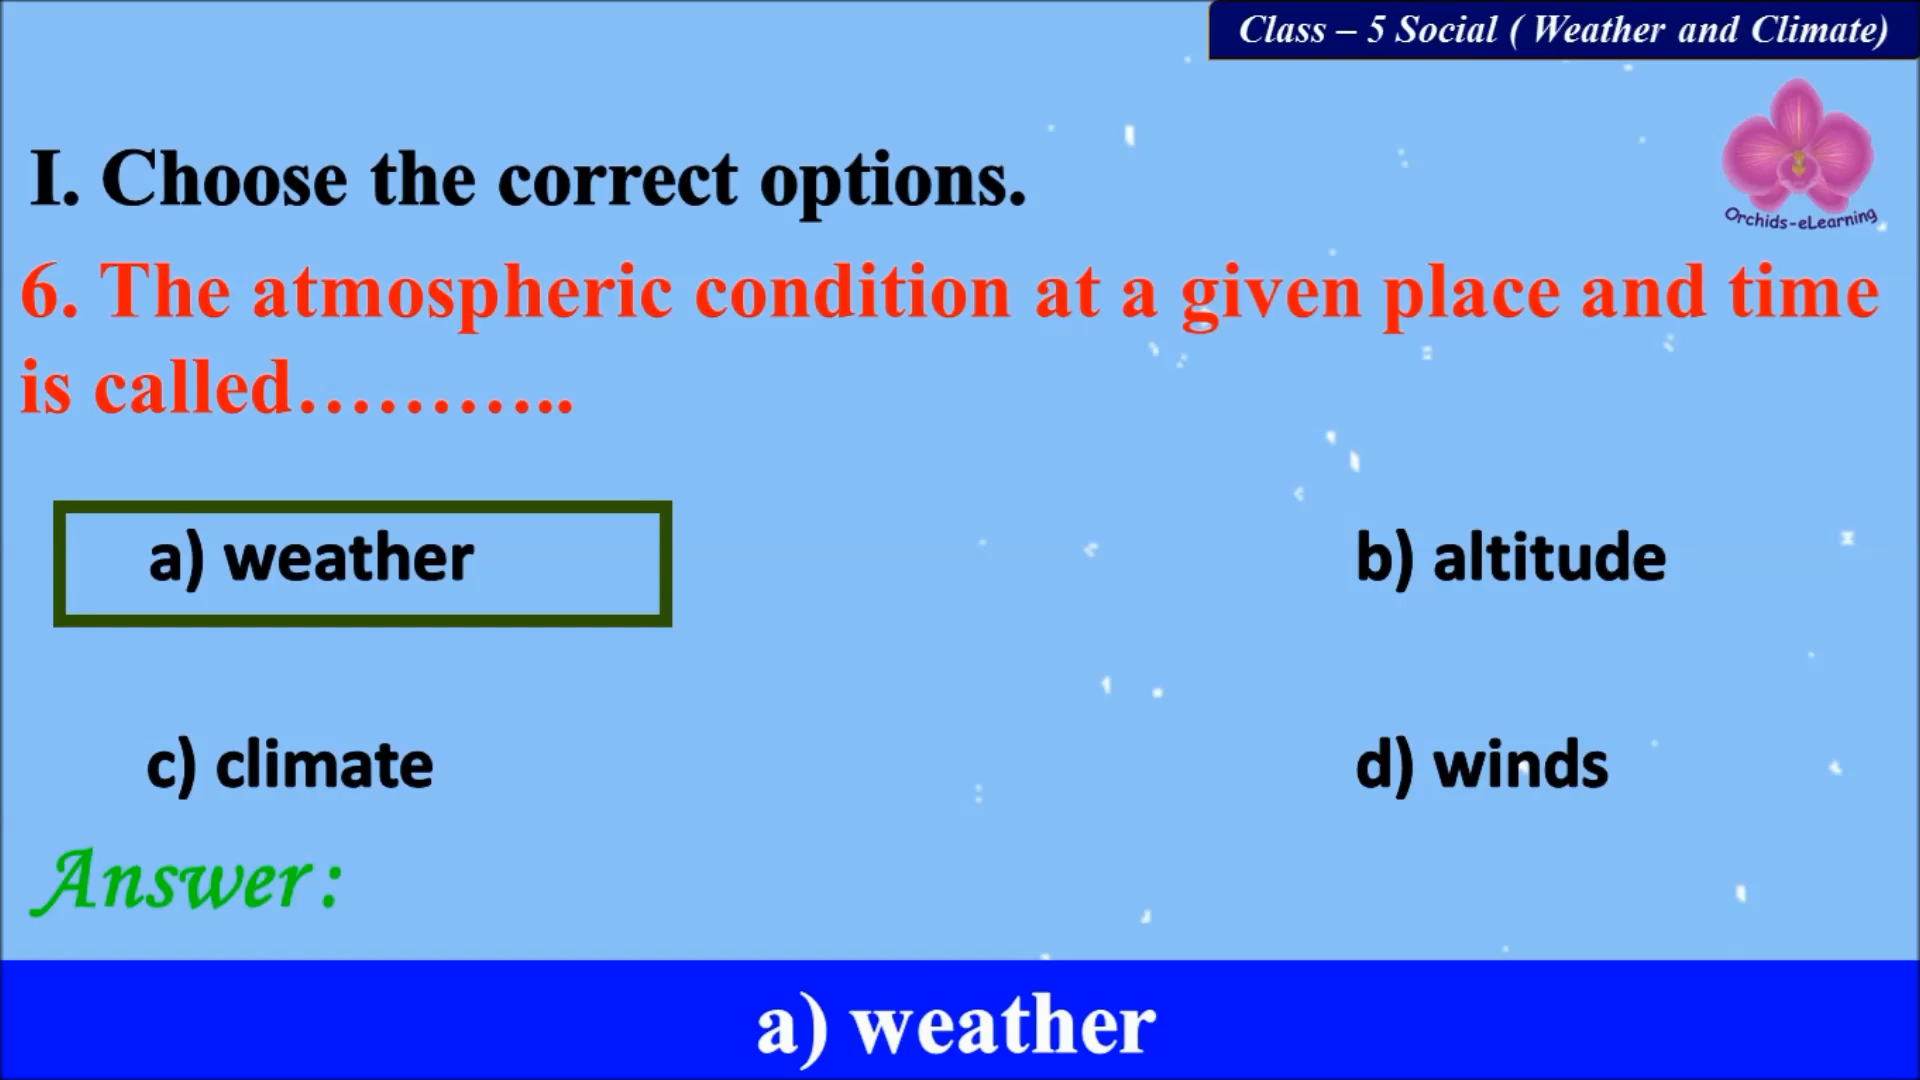 Class – 5 Social ( Weather and Climate)
Orchids-eLearning
I. Choose the correct options.
6. The atmospheric condition at a given place and time
is called………..
a) weather
b) altitude
c) climate
d) winds
Answer :
a) weather